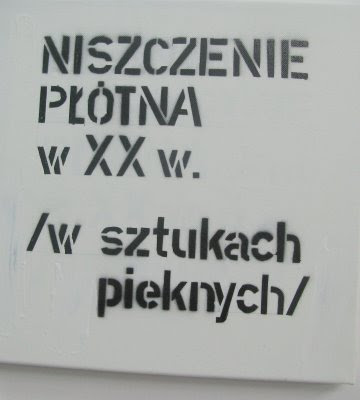 NISZCZENIE
PŁÓTNA
w XX w.
/w sztukach
pieknych/